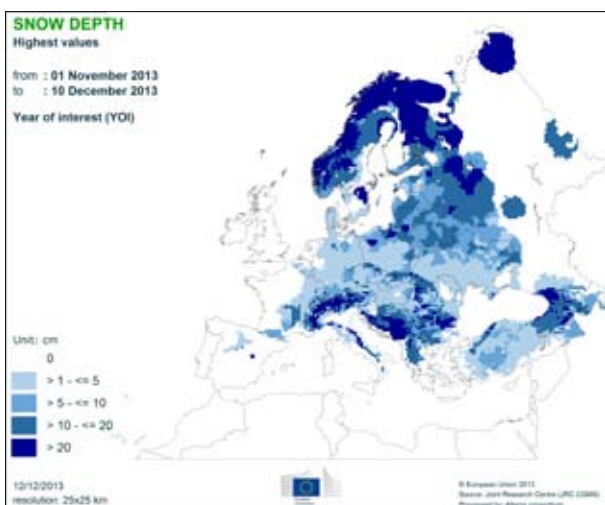 SNOW DEPTH
Highest values
from : 01 November 2013
to : 10 December 2013
Year of interest (YOI)
Unit: cm
0
> 1 - <= 5
> 5 - <= 10
> 10 - <= 20
> 20
12/12/2013
resolution: 25x25 km
© European Union 2013
Source: Joint Research Centre (JRC